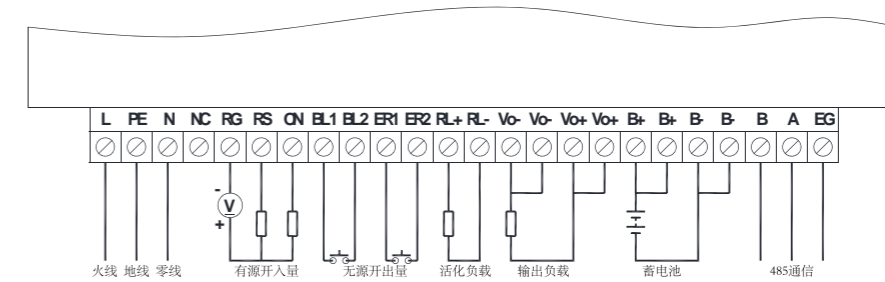 L PE N NC RG RS ON BL1 BL2 ER1 ER2 RL+ RL- Vo- Vo- Vo+ Vo+ B+ B+ B- B- B A EG
-
V
+
火线 地线 零线 有源开入量 无源开出量 活化负载 输出负载 蓄电池 485通信